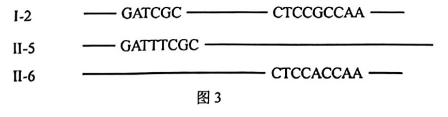 I-2 GATCGC CTCCGCCAA
II-5 GATTTCGC
II-6 CTCCACCAA
图3